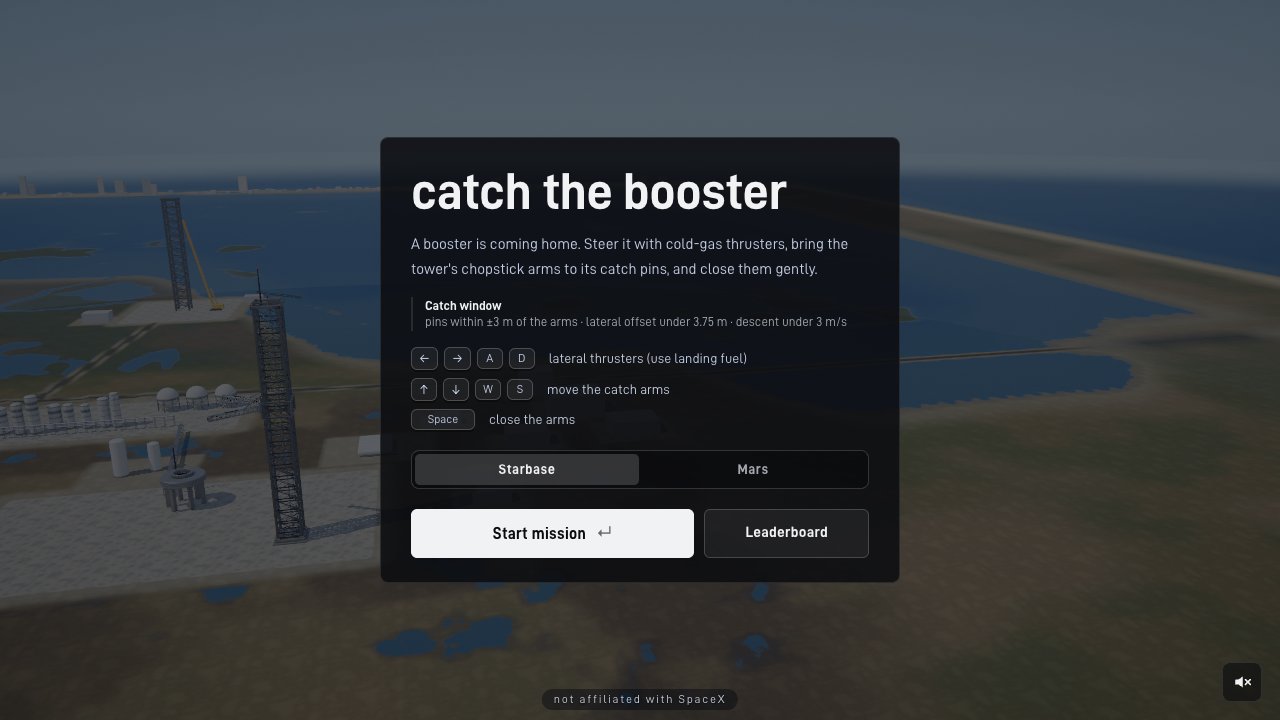 catch the booster
A booster is coming home. Steer it with cold-gas thrusters, bring the
tower's chopstick arms to its catch pins, and close them gently.
Catch window
pins within ±3 m of the arms · lateral offset under 3.75 m · descent under 3 m/s
← → A D lateral thrusters (use landing fuel)
↑ ↓ W S move the catch arms
Space close the arms
Starbase Mars
Start mission ↵ Leaderboard
not affiliated with SpaceX